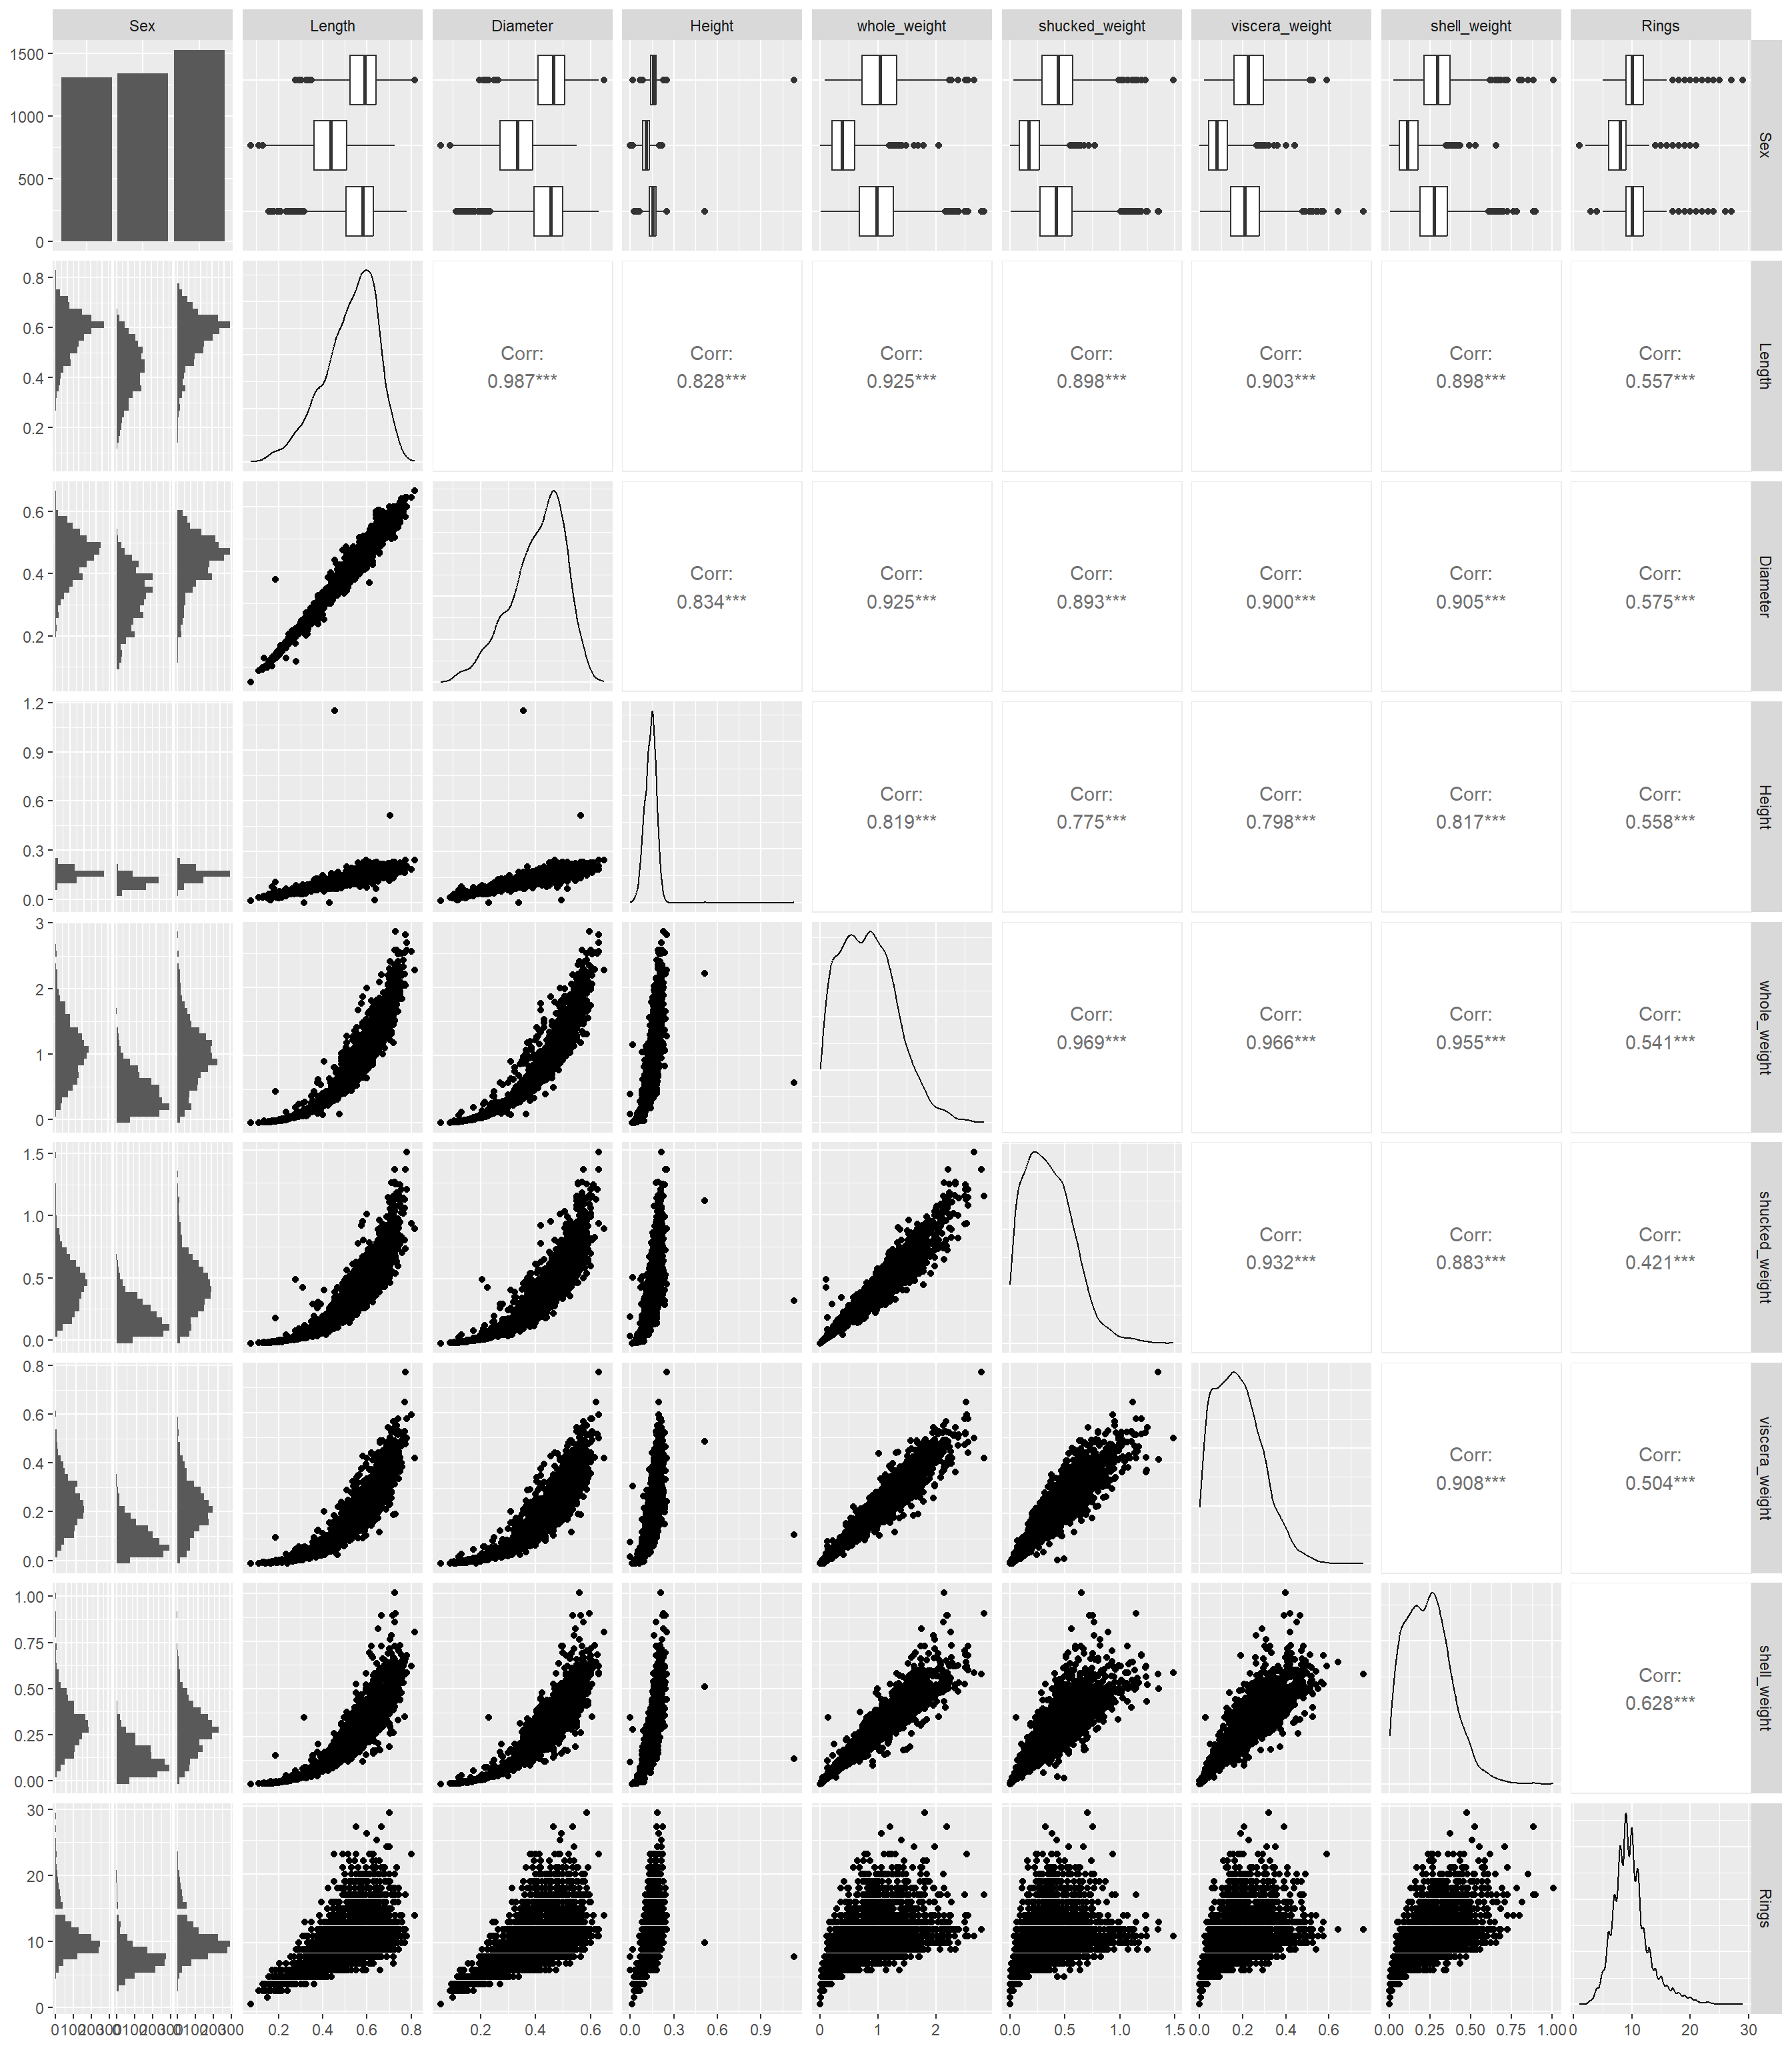 Sex Length Diameter Height whole_weight shucked_weight viscera_weight shell_weight Rings
1500
1000
500
0
Sex
0.8
0.6
0.4
0.2
Corr: Corr: Corr: Corr: Corr: Corr: Corr:
0.987*** 0.828*** 0.925*** 0.898*** 0.903*** 0.898*** 0.557***
Length
0.6
0.4
0.2
Corr: Corr: Corr: Corr: Corr: Corr:
0.834*** 0.925*** 0.893*** 0.900*** 0.905*** 0.575***
Diameter
1.2
0.9
0.6
0.3
0.0
Corr: Corr: Corr: Corr: Corr:
0.819*** 0.775*** 0.798*** 0.817*** 0.558***
Height
3
2
1
0
Corr: Corr: Corr: Corr:
0.969*** 0.966*** 0.955*** 0.541***
whole_weight
1.5
1.0
0.5
0.0
Corr: Corr: Corr:
0.932*** 0.883*** 0.421***
shucked_weight
0.8
0.6
0.4
0.2
0.0
Corr: Corr:
0.908*** 0.504***
viscera_weight
1.00
0.75
0.50
0.25
0.00
Corr:
0.628***
shell_weight
30
20
10
0
Rings
0.2 0.4 0.6 0.8 0.2 0.4 0.6 0.0 0.3 0.6 0.9 0 1 2 0.0 0.5 1.0 1.5 0.0 0.2 0.4 0.6 0.00 0.25 0.50 0.75 1.00 0 10 20 30